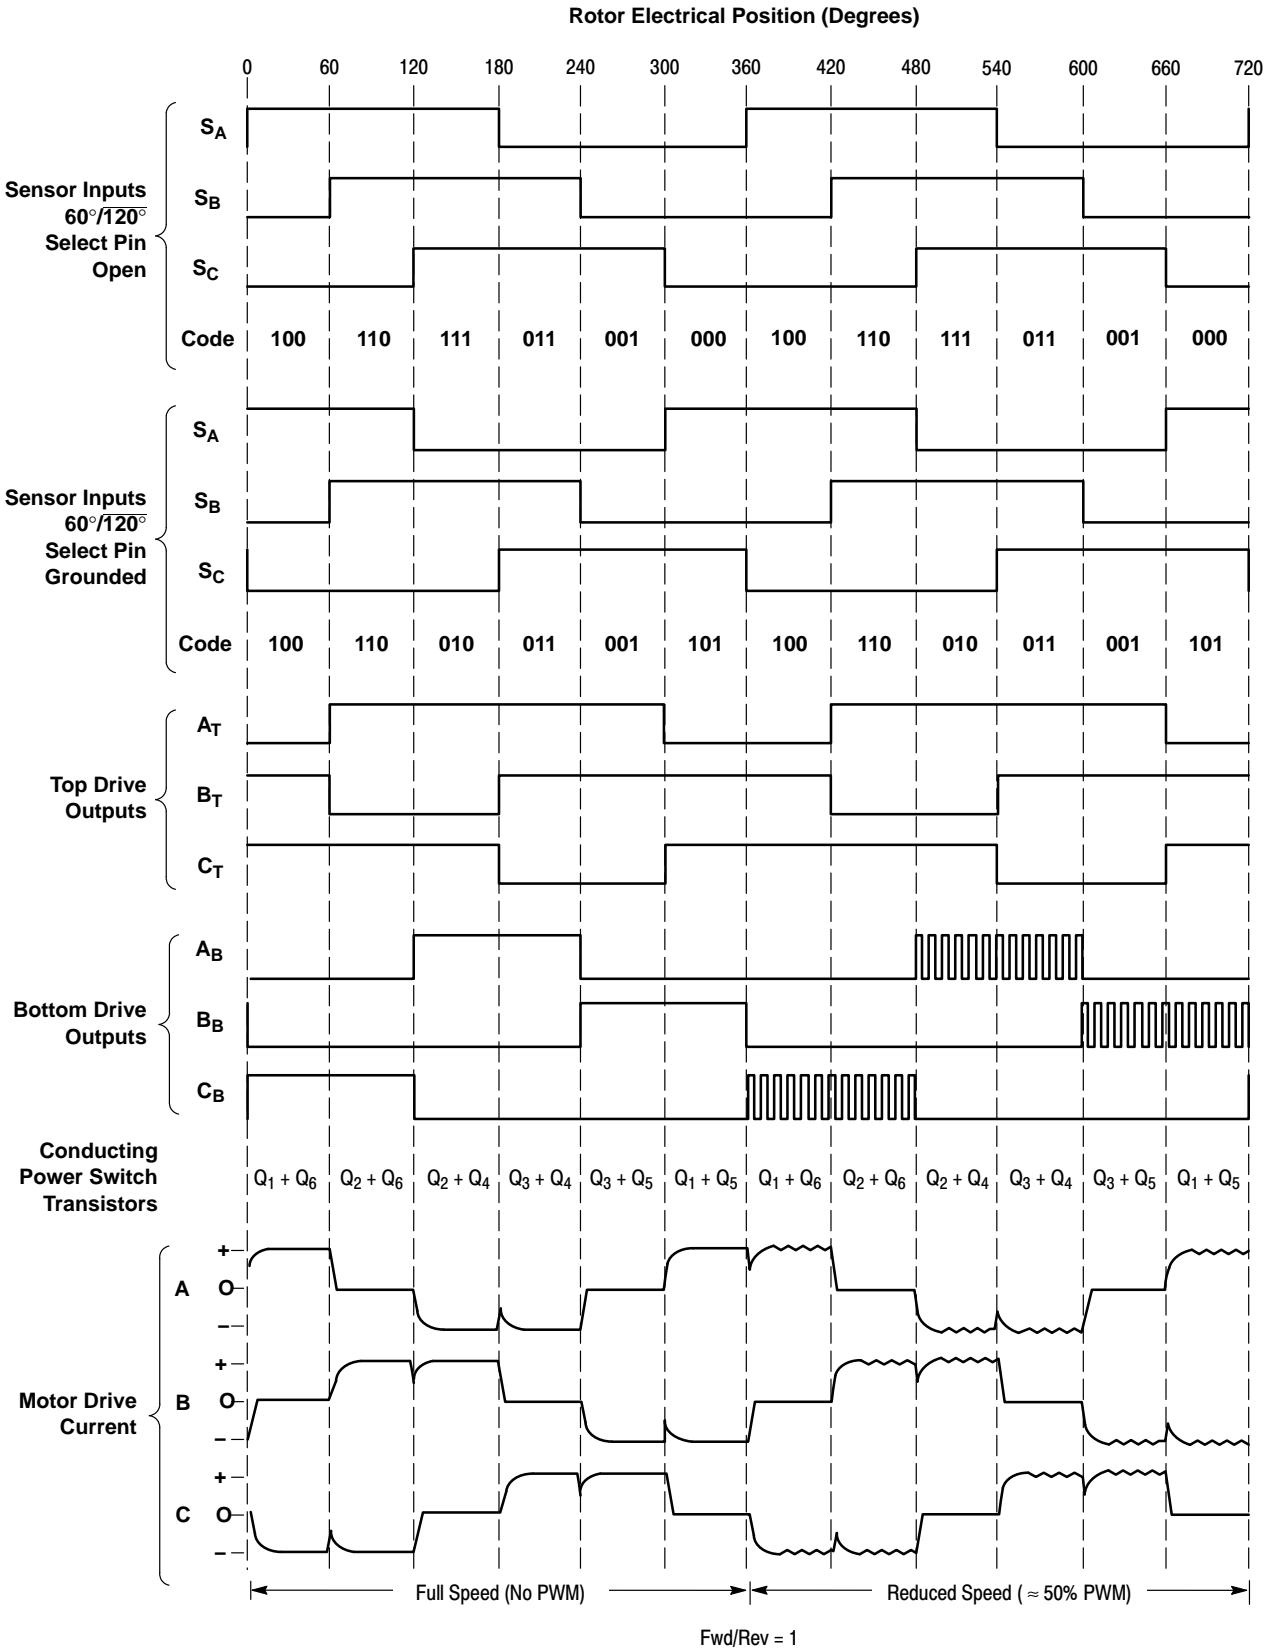 Rotor Electrical Position (Degrees)
0 60 120 180 240 300 360 420 480 540 600 660 720
Sensor Inputs
60°/120°
Select Pin
Open
SA
SB
SC
Code 100 110 111 011 001 000 100 110 111 011 001 000
Sensor Inputs
60°/120°
Select Pin
Grounded
SA
SB
SC
Code 100 110 010 011 001 101 100 110 010 011 001 101
Top Drive
Outputs
AT
BT
CT
Bottom Drive
Outputs
AB
BB
CB
Conducting
Power Switch
Transistors
Q1 + Q6 Q2 + Q6 Q2 + Q4 Q3 + Q4 Q3 + Q5 Q1 + Q5 Q1 + Q6 Q2 + Q6 Q2 + Q4 Q3 + Q4 Q3 + Q5 Q1 + Q5
Motor Drive
Current
+
A O
–
+
B O
–
+
C O
–
Full Speed (No PWM) Reduced Speed ( ≈ 50% PWM)
Fwd/Rev = 1